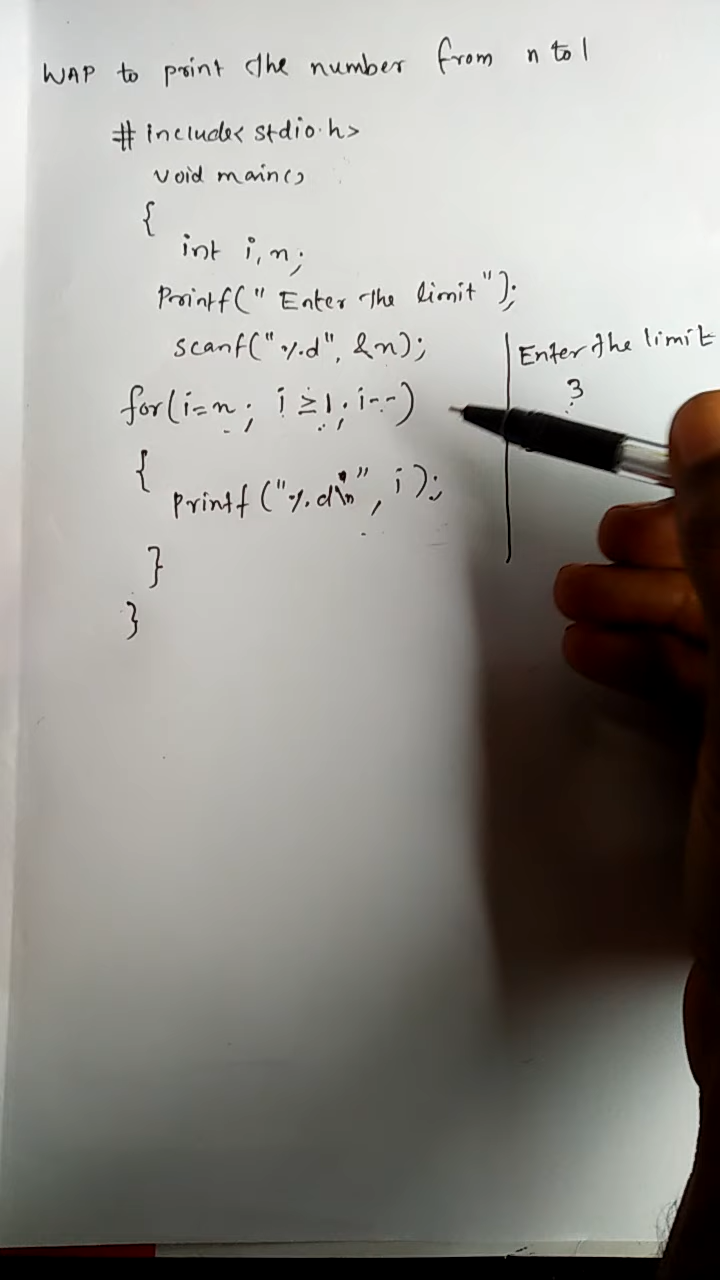 WAP to print the number from n to 1
# include< stdio.h>
void main()
{
int i, n;
Printf(" Enter the limit");
scanf("%d", &n);
for(i=n; i≥1; i--)
{
printf ("%d\n", i);
}
}
Enter the limit
3